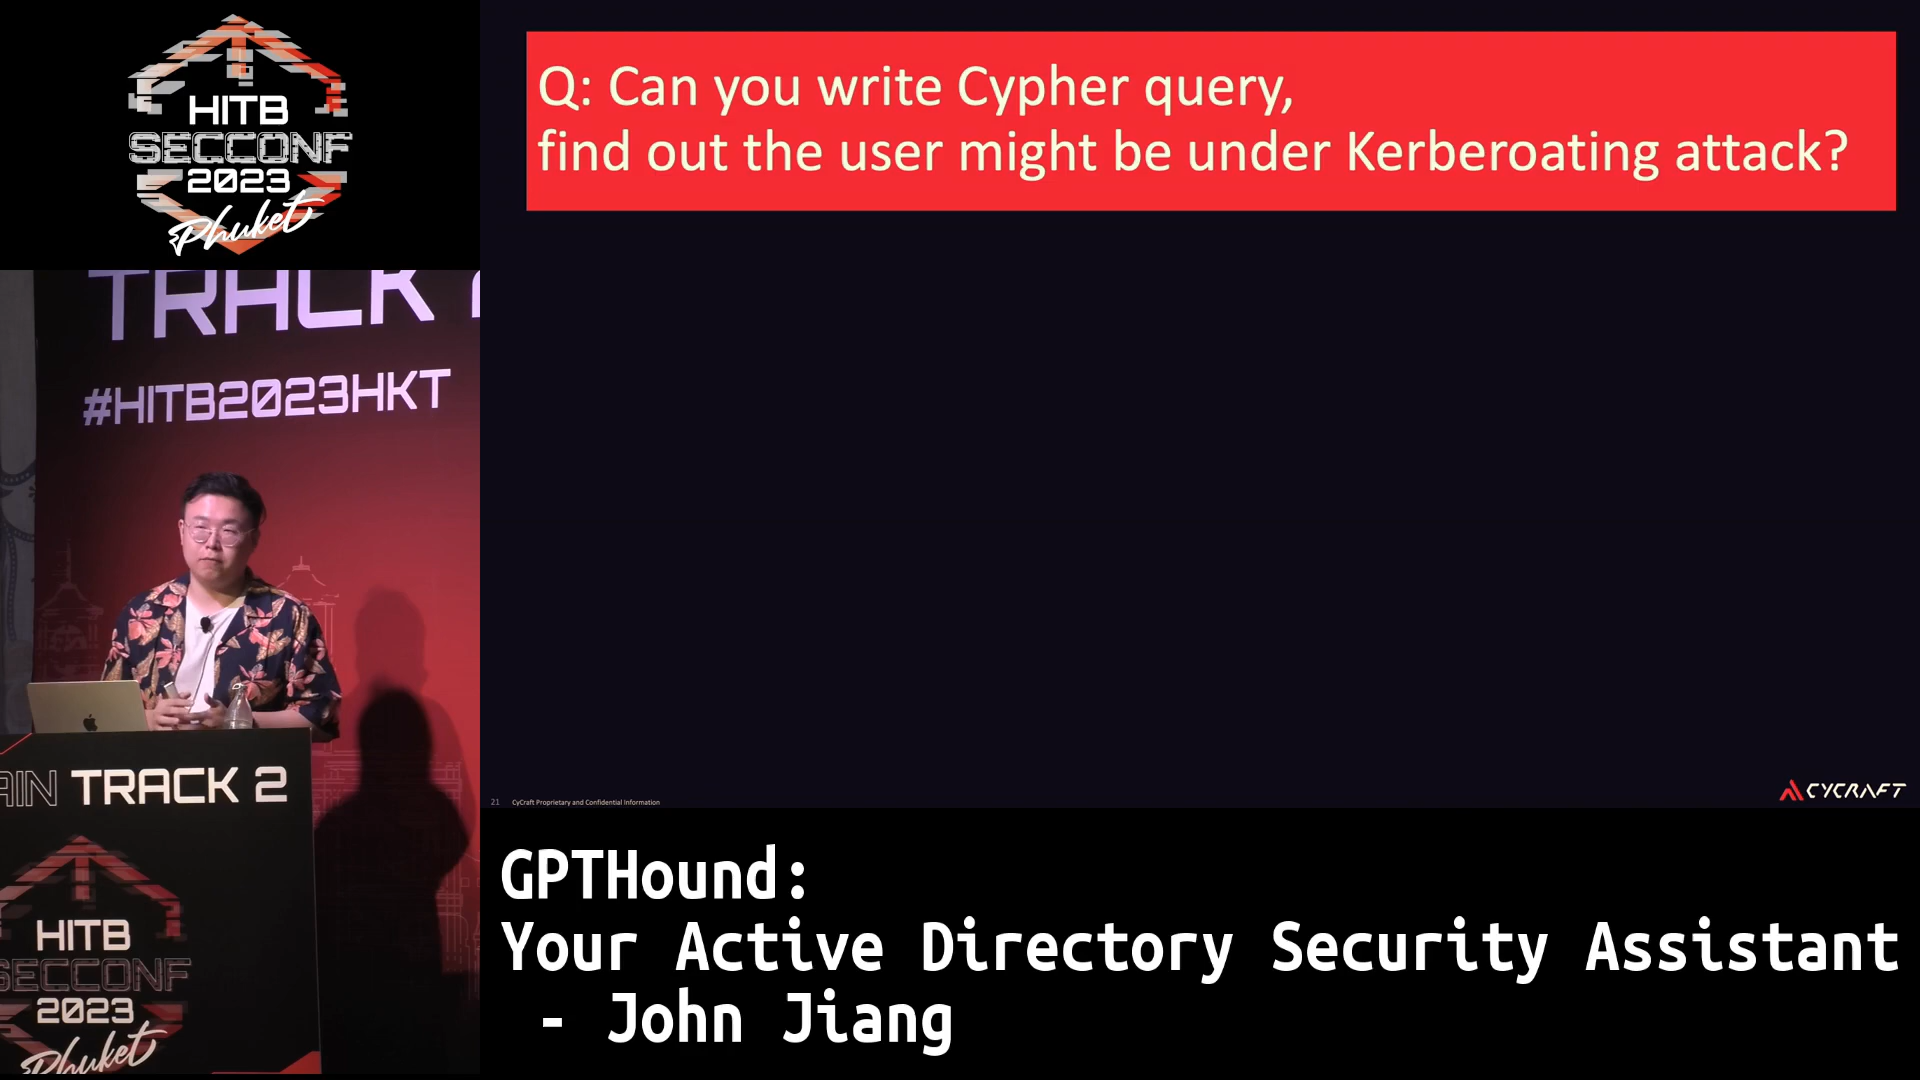 HITB
SECCONF
2023
Phuket
Q: Can you write Cypher query,
find out the user might be under Kerberoating attack?
TRACK 2
#HITB2023HKT
AIN TRACK 2
HITB
SECCONF
2023
Phuket
21 CyCraft Proprietary and Confidential Information
CYCRAFT
GPTHound:
Your Active Directory Security Assistant
- John Jiang